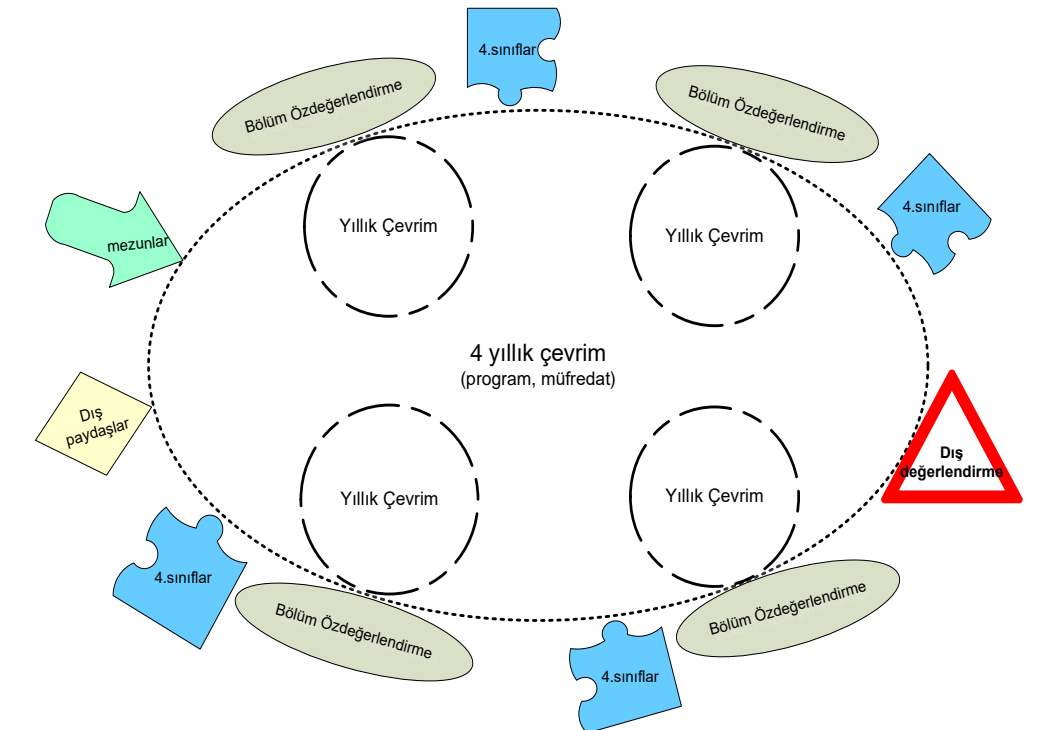 4.sınıflar
Bölüm Özdeğerlendirme
Bölüm Özdeğerlendirme
4.sınıflar
mezunlar
Yıllık Çevrim
Yıllık Çevrim
4 yıllık çevrim
(program, müfredat)
Dış
paydaşlar
Dış
değerlendirme
Yıllık Çevrim
Yıllık Çevrim
4.sınıflar
Bölüm Özdeğerlendirme
Bölüm Özdeğerlendirme
4.sınıflar